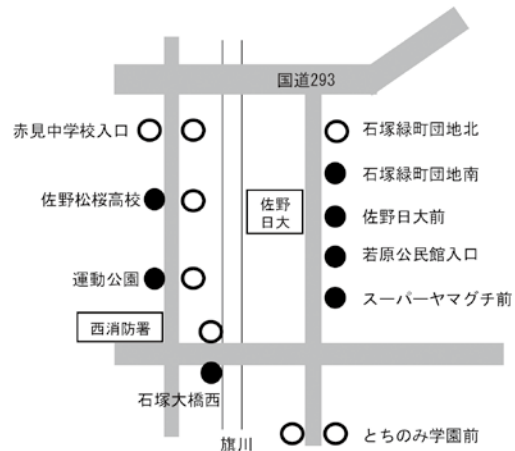 国道293
赤見中学校入口
石塚緑町団地北
石塚緑町団地南
佐野松桜高校
佐野
日大
佐野日大前
若原公民館入口
運動公園
スーパーヤマグチ前
西消防署
石塚大橋西
とちのみ学園前
旗川